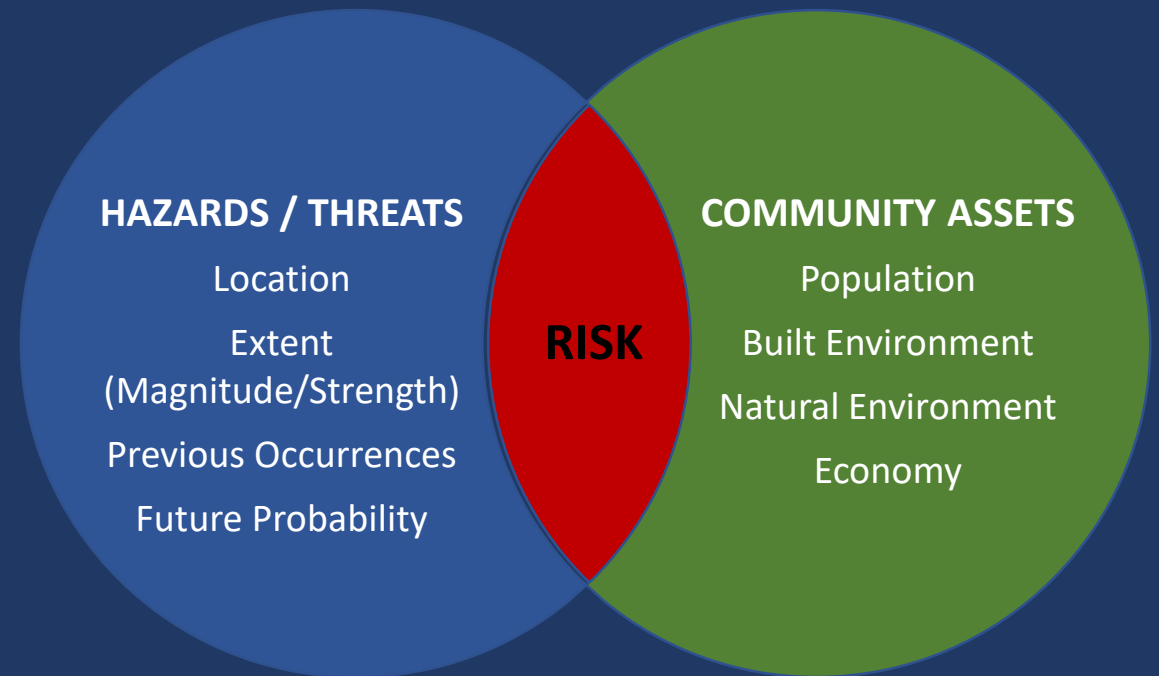 HAZARDS / THREATS
Location
Extent
(Magnitude/Strength)
Previous Occurrences
Future Probability
RISK
COMMUNITY ASSETS
Population
Built Environment
Natural Environment
Economy